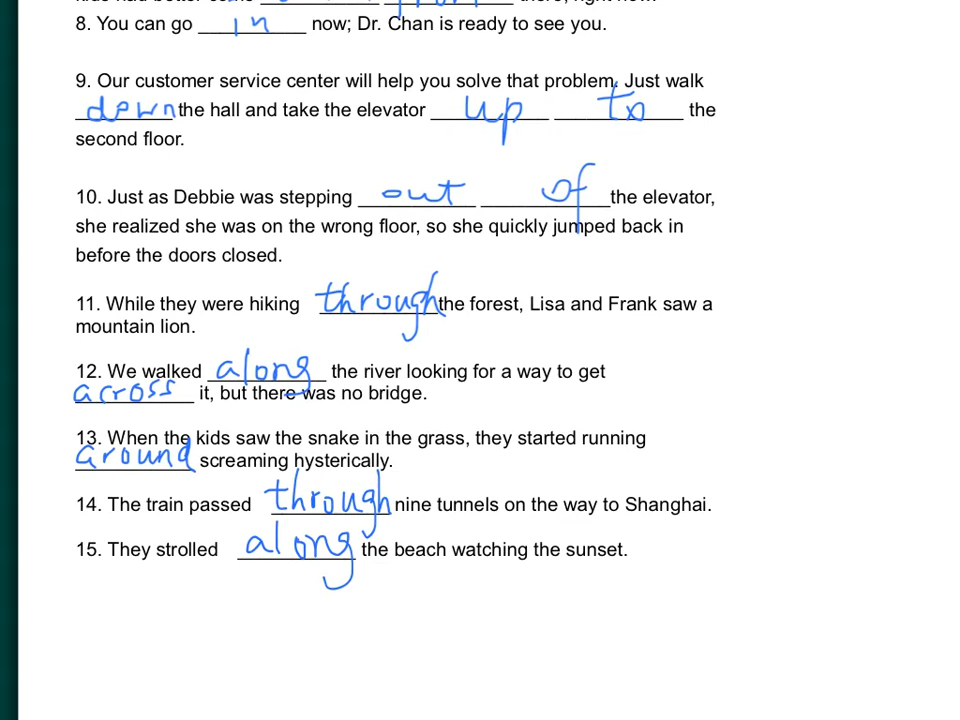 8. You can go in now; Dr. Chan is ready to see you.
9. Our customer service center will help you solve that problem. Just walk
down the hall and take the elevator up to the
second floor.
10. Just as Debbie was stepping out of the elevator,
she realized she was on the wrong floor, so she quickly jumped back in
before the doors closed.
11. While they were hiking through the forest, Lisa and Frank saw a
mountain lion.
12. We walked along the river looking for a way to get
across it, but there was no bridge.
13. When the kids saw the snake in the grass, they started running
around screaming hysterically.
14. The train passed through nine tunnels on the way to Shanghai.
15. They strolled along the beach watching the sunset.